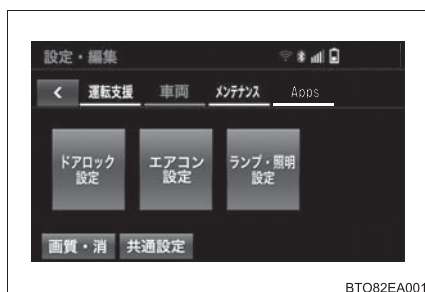 設定・編集
運転支援 車両 メンテナンス Apps
ドアロック エアコン ランプ・照明
設定 設定 設定
画質・消 共通設定
BTO82EA001